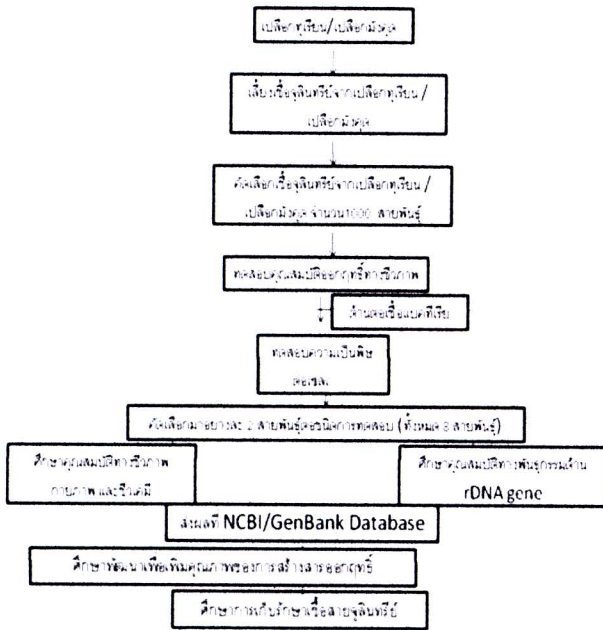 เปลือกทุเรียน/เปลือกมังคุด
เลี้ยงเชื้อจุลินทรีย์จากเปลือกทุเรียน /
เปลือกมังคุด
คัดเลือกเชื้อจุลินทรีย์จากเปลือกทุเรียน /
เปลือกมังคุด จำนวน1000 สายพันธุ์
ทดสอบคุณสมบัติออกฤทธิ์ทางชีวภาพ
ต้านต่อเชื้อแบคทีเรีย
ทดสอบความเป็นพิษ
ต่อเซลล์
คัดเลือกมาอย่างละ 2 สายพันธุ์ต่อชนิดการทดสอบ (ทั้งหมด 8 สายพันธุ์)
ศึกษาคุณสมบัติทางชีวภาพ
กายภาพ และชีวเคมี
ศึกษาคุณสมบัติทางพันธุกรรมด้าน
rDNA gene
ส่งผลที่ NCBI/GenBank Database
ศึกษาพัฒนาเพื่อเพิ่มคุณภาพของการสร้างสารออกฤทธิ์
ศึกษาการเก็บรักษาเชื้อสายจุลินทรีย์